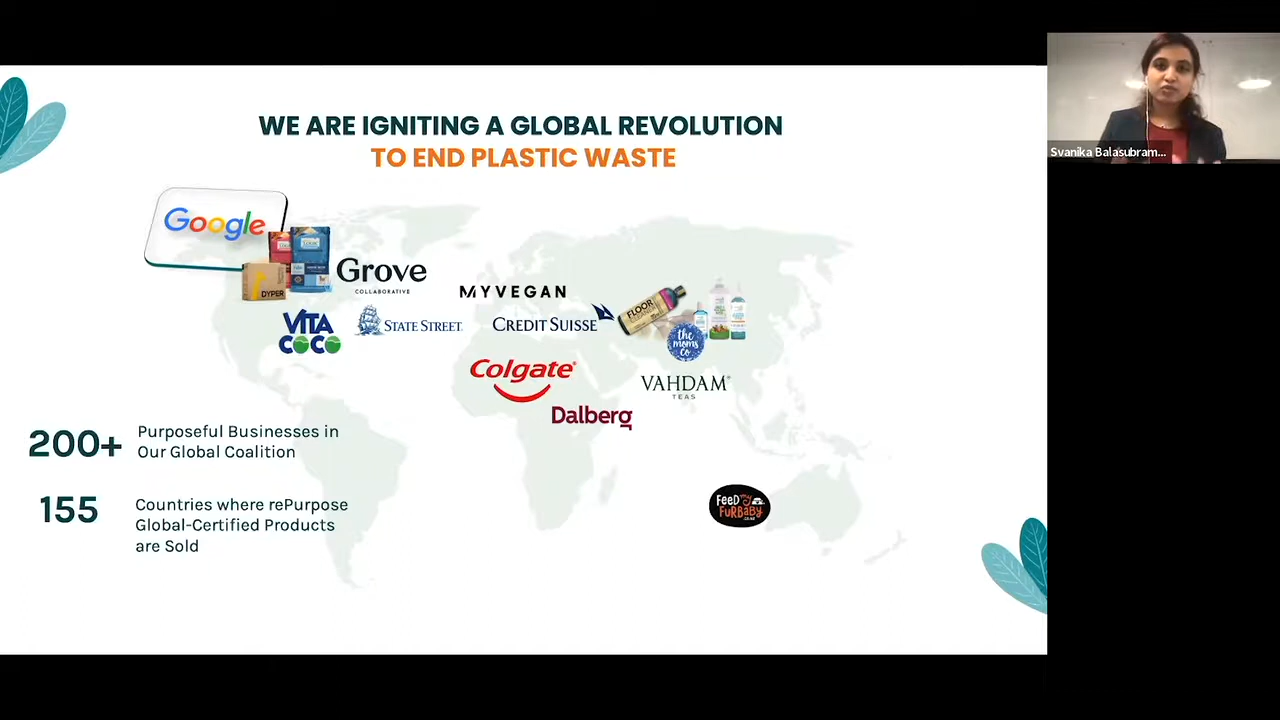 WE ARE IGNITING A GLOBAL REVOLUTION
TO END PLASTIC WASTE
Google
DYPER
Grove
COLLABORATIVE
VITA
COCO
STATE STREET
MYVEGAN
CREDIT SUISSE
FLOOR
the
moms
co
Colgate
VAHDAM®
TEAS
Dalberg
200+
Purposeful Businesses in
Our Global Coalition
155
Countries where rePurpose
Global-Certified Products
are Sold
FeeD my
FURBABY
Svanika Balasubram...